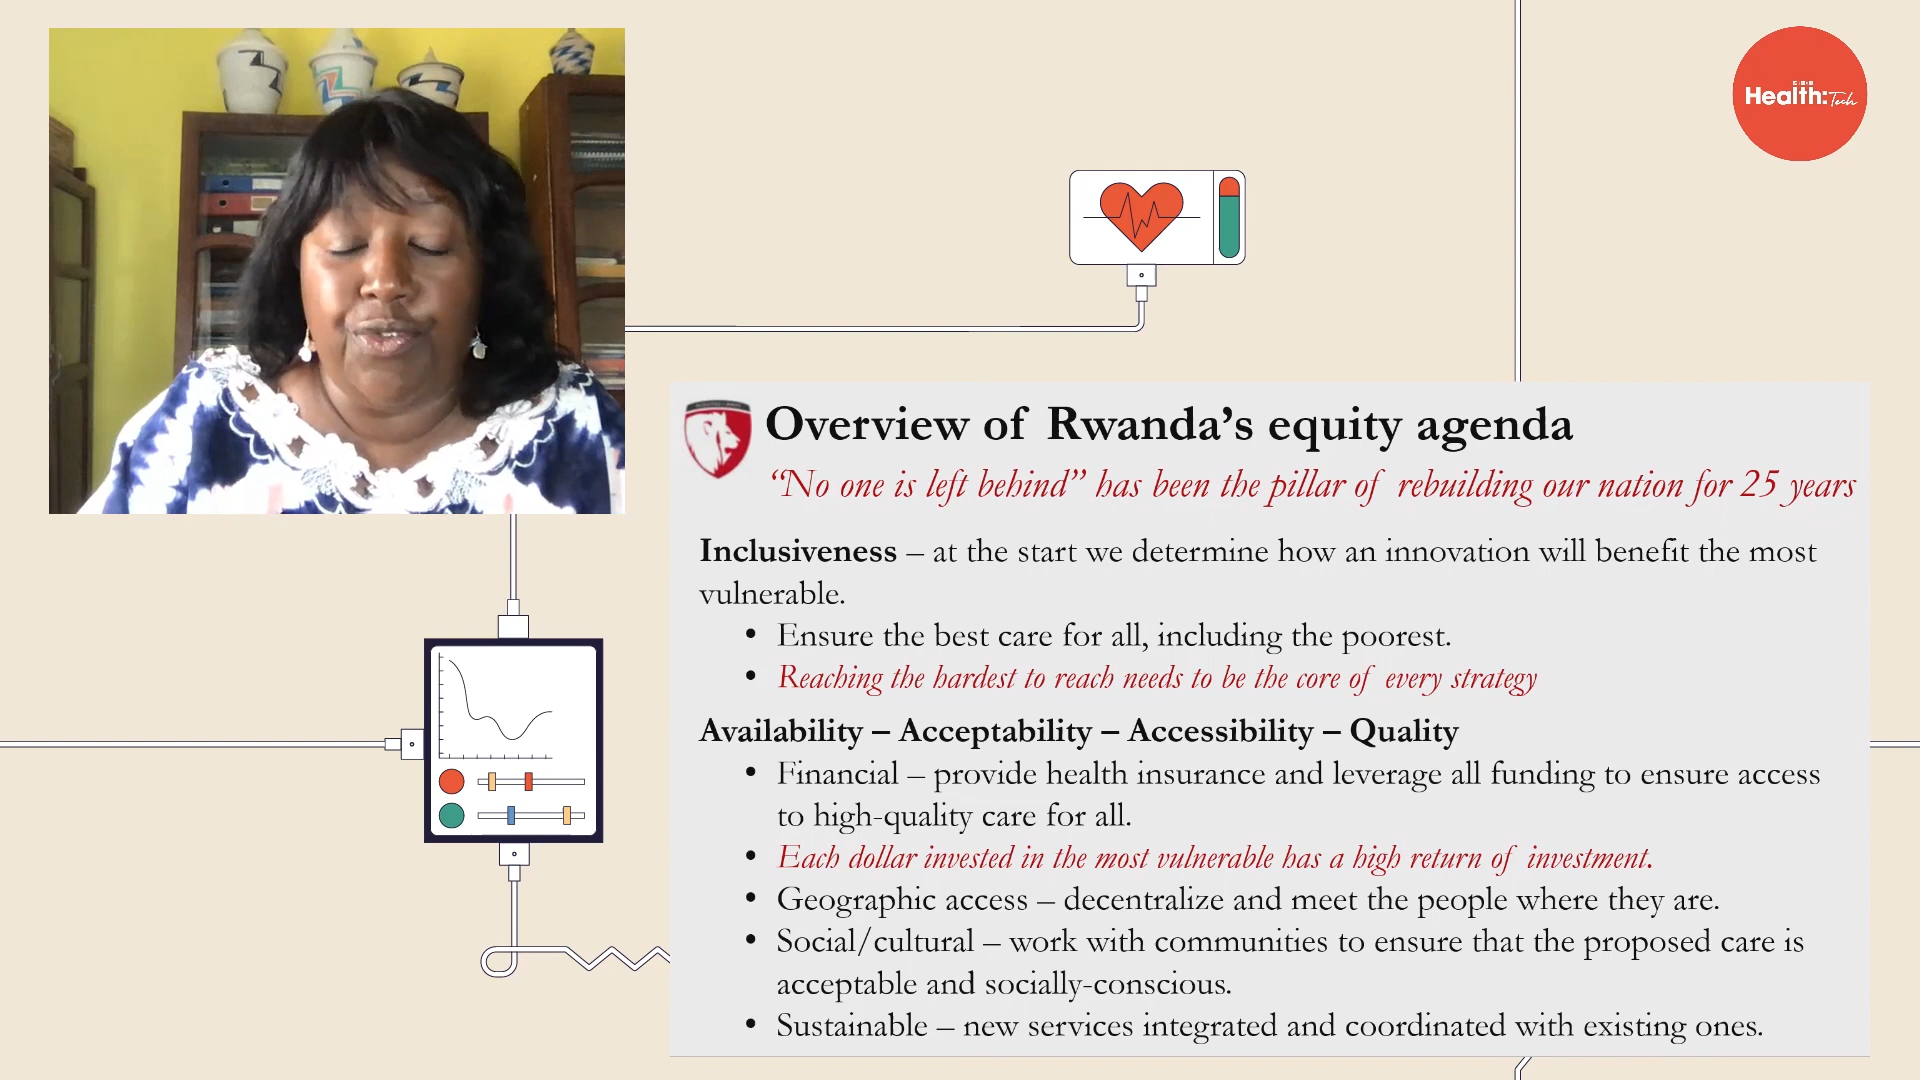 Health:Tech
Overview of Rwanda’s equity agenda
“No one is left behind” has been the pillar of rebuilding our nation for 25 years
Inclusiveness – at the start we determine how an innovation will benefit the most
vulnerable.
• Ensure the best care for all, including the poorest.
• Reaching the hardest to reach needs to be the core of every strategy
Availability – Acceptability – Accessibility – Quality
• Financial – provide health insurance and leverage all funding to ensure access
to high-quality care for all.
• Each dollar invested in the most vulnerable has a high return of investment.
• Geographic access – decentralize and meet the people where they are.
• Social/cultural – work with communities to ensure that the proposed care is
acceptable and socially-conscious.
• Sustainable – new services integrated and coordinated with existing ones.